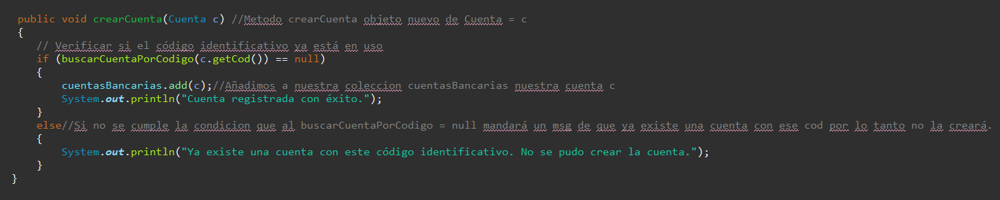 public void crearCuenta(Cuenta c) //Metodo crearCuenta objeto nuevo de Cuenta = c
{
// Verificar si el código identificativo ya está en uso
if (buscarCuentaPorCodigo(c.getCod()) == null)
{
cuentasBancarias.add(c);//Añadimos a nuestra coleccion cuentasBancarias nuestra cuenta c
System.out.println("Cuenta registrada con éxito.");
}
else//Si no se cumple la condicion que al buscarCuentaPorCodigo = null mandará un msg de que ya existe una cuenta con ese cod por lo tanto no la creará.
{
System.out.println("Ya existe una cuenta con este código identificativo. No se pudo crear la cuenta.");
}
}